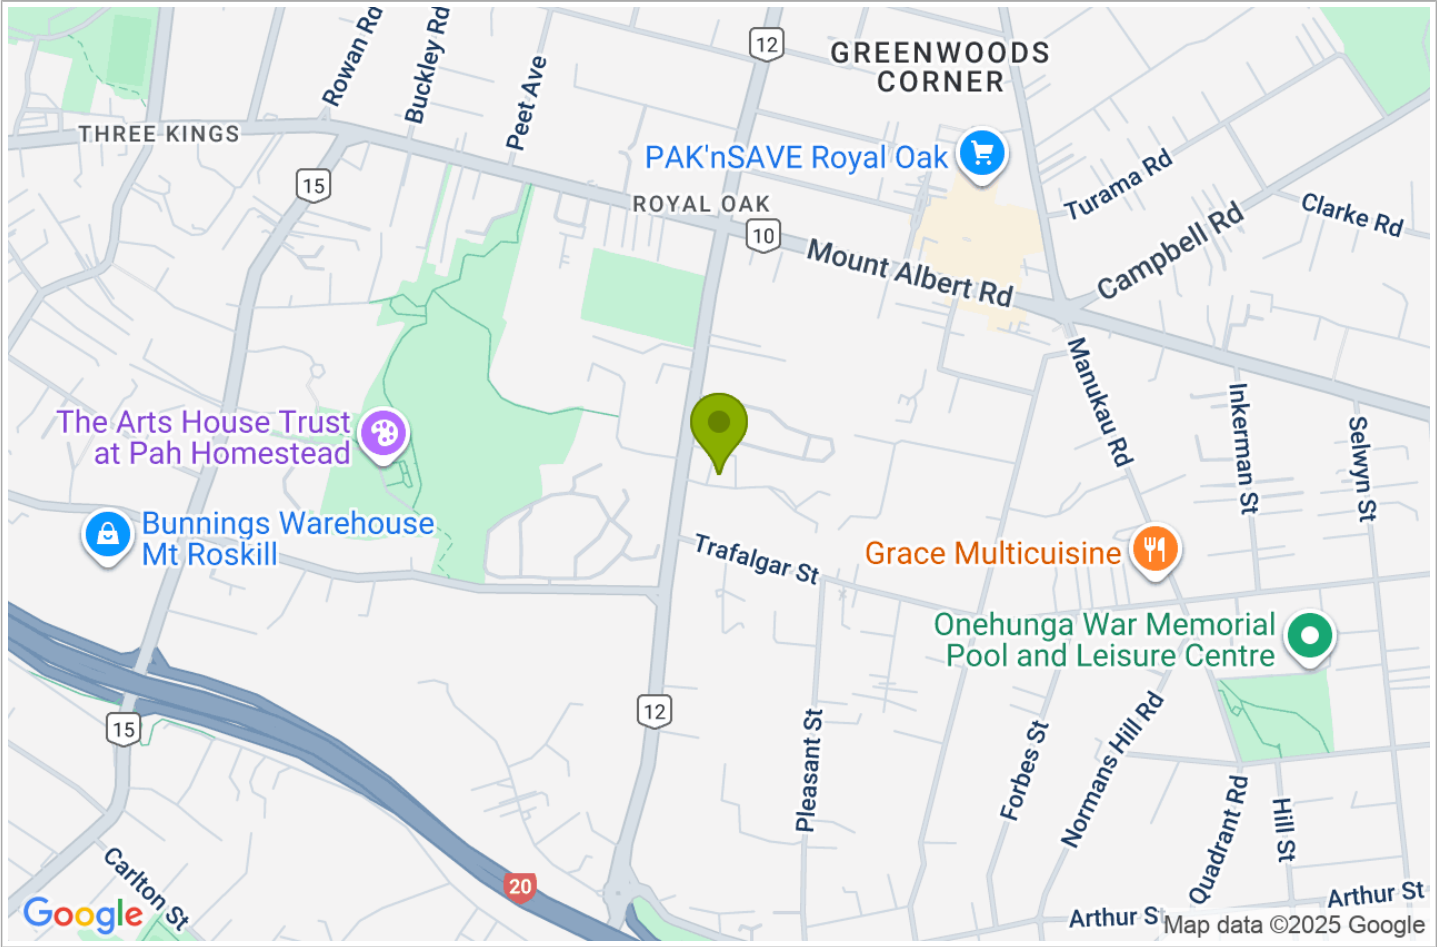 Rowan Rd
Buckley Rd
Peet Ave
12
GREENWOODS
CORNER
THREE KINGS
PAK'nSAVE Royal Oak
15
ROYAL OAK
10
Turama Rd
Campbell Rd
Clarke Rd
Mount Albert Rd
Manukau Rd
Inkerman St
Selwyn St
The Arts House Trust
at Pah Homestead
Bunnings Warehouse
Mt Roskill
Trafalgar St
Grace Multicuisine
Onehunga War Memorial
Pool and Leisure Centre
15
12
Pleasant St
Forbes St
Normans Hill Rd
Quadrant Rd
Hill St
Carlton St
20
Arthur St
Arthur St
Google
Map data ©2025 Google